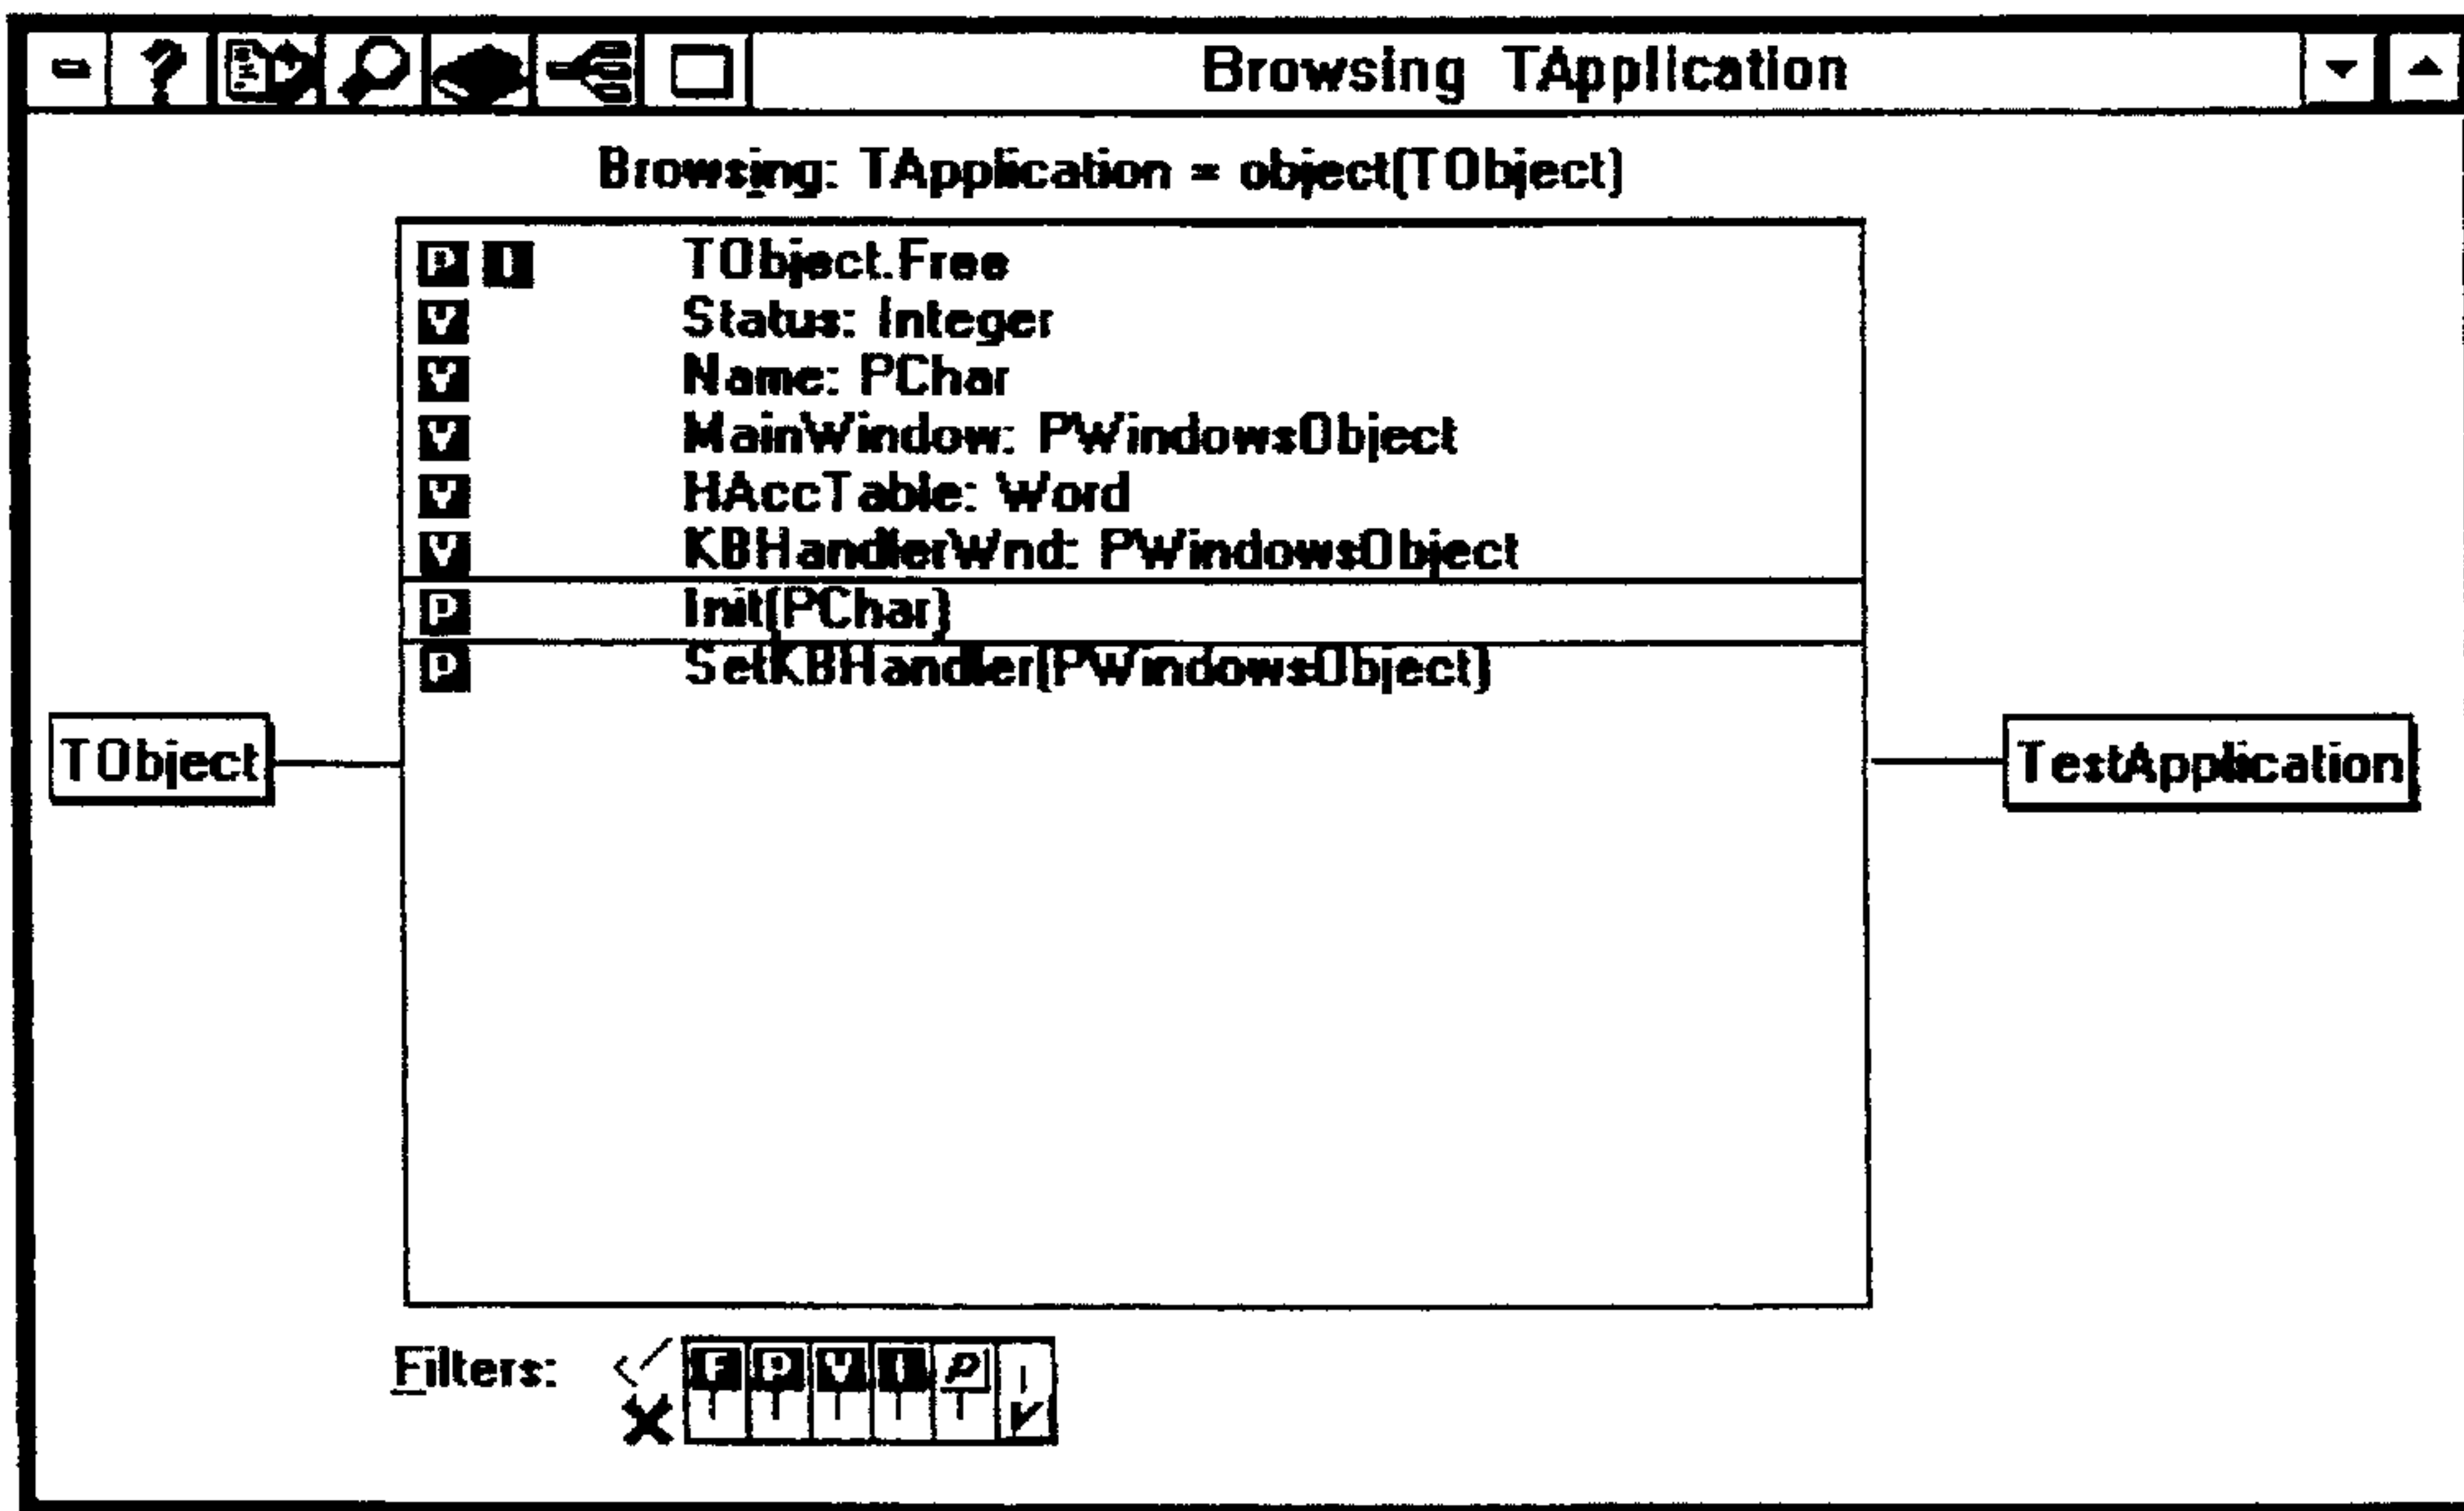 ? Browsing TApplication
Browsing: TApplication = object(TObject)
P I TObject.Free
V Status: Integer
V Name: PChar
V MainWindow: PWindowsObject
V HAccTable: Word
V KBHandlerWnd: PWindowsObject
P Init(PChar)
P SetKBHandler(PWindowsObject)
TObject
TestApplication
Filters: F P V I